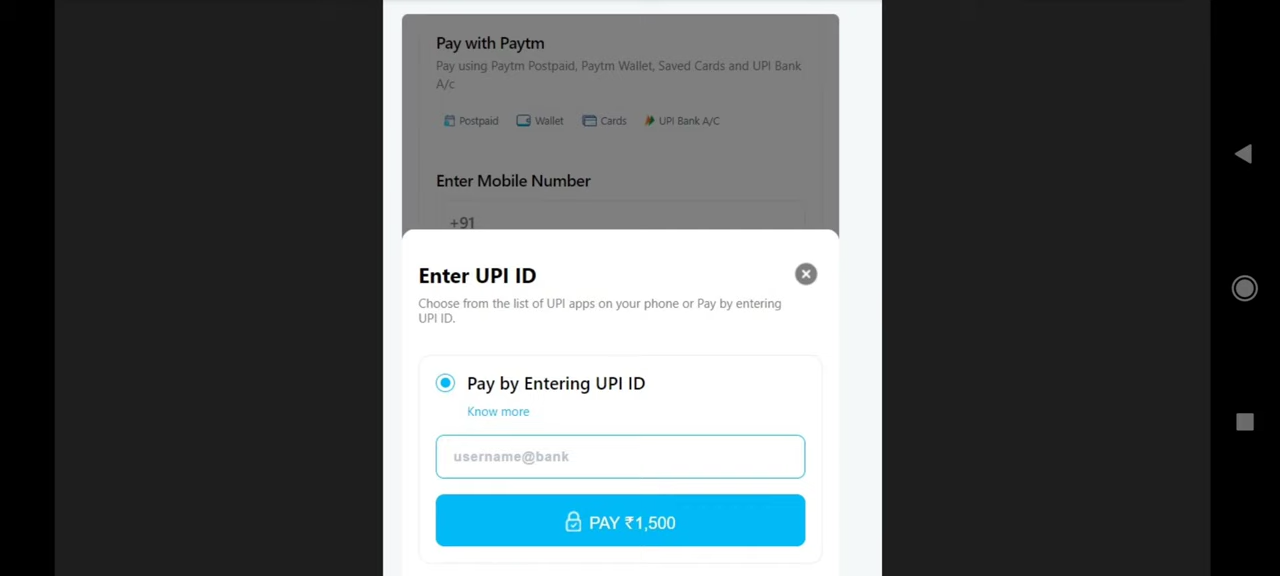 Pay with Paytm
Pay using Paytm Postpaid, Paytm Wallet, Saved Cards and UPI Bank
A/c
Postpaid Wallet Cards UPI Bank A/C
Enter Mobile Number
+91
Enter UPI ID
Choose from the list of UPI apps on your phone or Pay by entering
UPI ID.
Pay by Entering UPI ID
Know more
username@bank
PAY ₹1,500